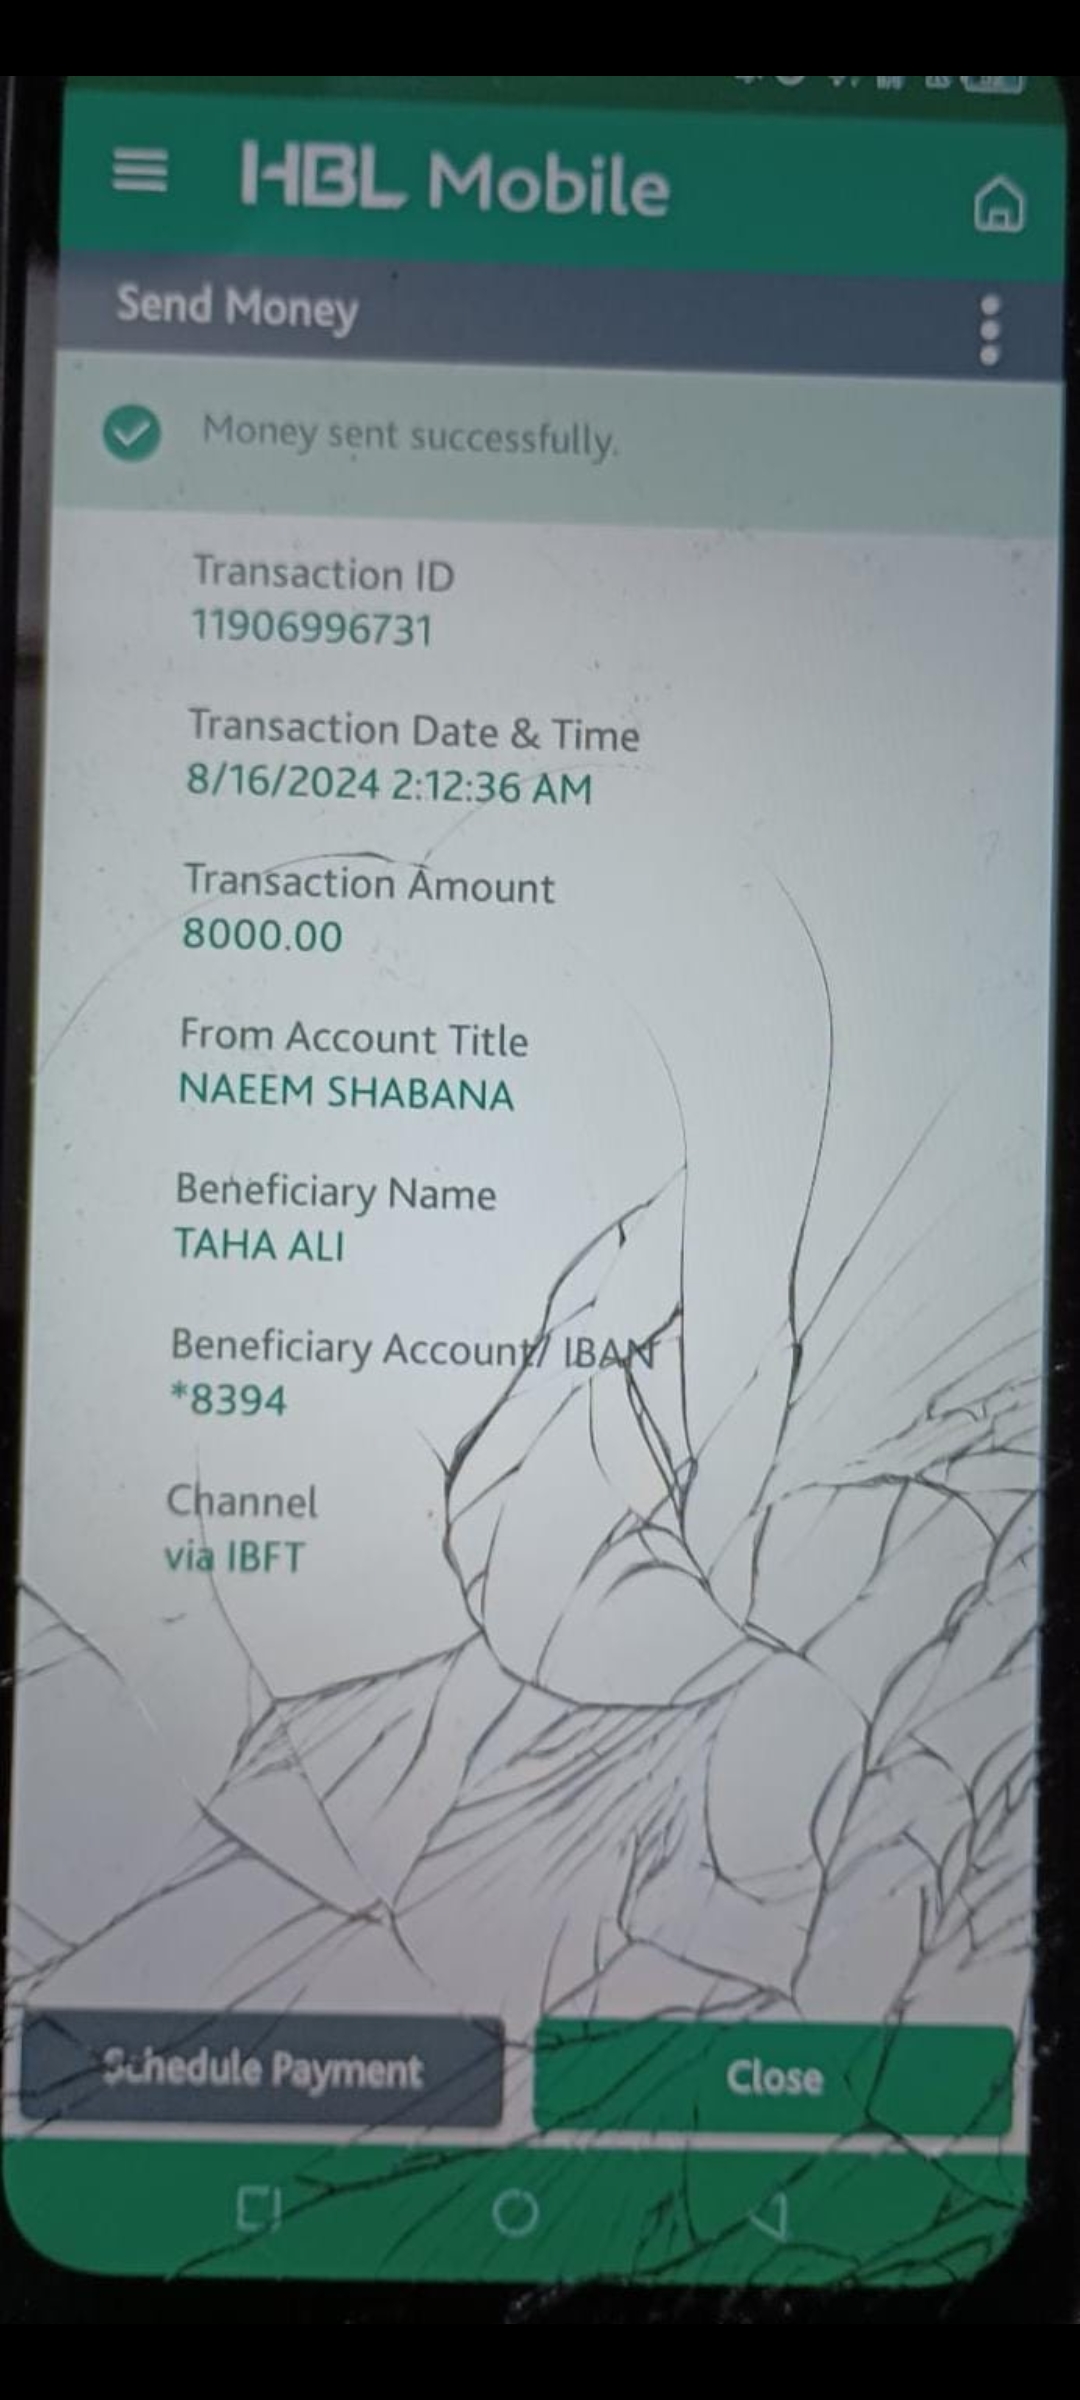 HBL Mobile
Send Money
Money sent successfully.
Transaction ID
11906996731
Transaction Date & Time
8/16/2024 2:12:36 AM
Transaction Amount
8000.00
From Account Title
NAEEM SHABANA
Beneficiary Name
TAHA ALI
Beneficiary Account/ IBAN
*8394
Channel
via IBFT
Schedule Payment
Close